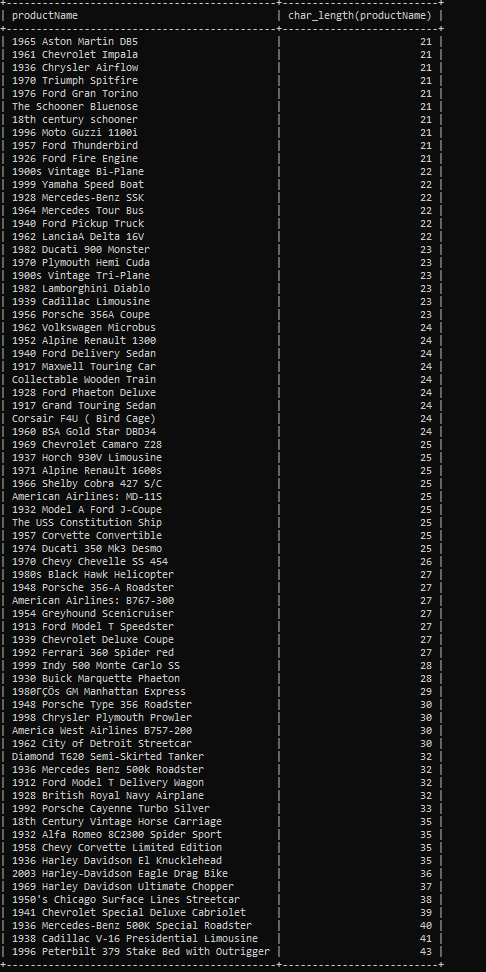 +--------------------------------------------+-------------------------+
| productName | char_length(productName) |
+--------------------------------------------+-------------------------+
| 1965 Aston Martin DB5 | 21 |
| 1961 Chevrolet Impala | 21 |
| 1936 Chrysler Airflow | 21 |
| 1970 Triumph Spitfire | 21 |
| 1976 Ford Gran Torino | 21 |
| The Schooner Bluenose | 21 |
| 18th century schooner | 21 |
| 1996 Moto Guzzi 1100i | 21 |
| 1957 Ford Thunderbird | 21 |
| 1926 Ford Fire Engine | 21 |
| 1900s Vintage Bi-Plane | 22 |
| 1999 Yamaha Speed Boat | 22 |
| 1928 Mercedes-Benz SSK | 22 |
| 1964 Mercedes Tour Bus | 22 |
| 1940 Ford Pickup Truck | 22 |
| 1962 LanciaA Delta 16V | 22 |
| 1982 Ducati 900 Monster | 23 |
| 1970 Plymouth Hemi Cuda | 23 |
| 1900s Vintage Tri-Plane | 23 |
| 1982 Lamborghini Diablo | 23 |
| 1939 Cadillac Limousine | 23 |
| 1956 Porsche 356A Coupe | 23 |
| 1962 Volkswagen Microbus | 24 |
| 1952 Alpine Renault 1300 | 24 |
| 1940 Ford Delivery Sedan | 24 |
| 1917 Maxwell Touring Car | 24 |
| Collectable Wooden Train | 24 |
| 1928 Ford Phaeton Deluxe | 24 |
| 1917 Grand Touring Sedan | 24 |
| Corsair F4U ( Bird Cage) | 24 |
| 1960 BSA Gold Star DBD34 | 24 |
| 1969 Chevrolet Camaro Z28 | 25 |
| 1937 Horch 930V Limousine | 25 |
| 1971 Alpine Renault 1600s | 25 |
| 1966 Shelby Cobra 427 S/C | 25 |
| American Airlines: MD-11S | 25 |
| 1932 Model A Ford J-Coupe | 25 |
| The USS Constitution Ship | 25 |
| 1957 Corvette Convertible | 25 |
| 1974 Ducati 350 Mk3 Desmo | 25 |
| 1970 Chevy Chevelle SS 454 | 26 |
| 1980s Black Hawk Helicopter | 27 |
| 1948 Porsche 356-A Roadster | 27 |
| American Airlines: B767-300 | 27 |
| 1954 Greyhound Scenicruiser | 27 |
| 1913 Ford Model T Speedster | 27 |
| 1939 Chevrolet Deluxe Coupe | 27 |
| 1992 Ferrari 360 Spider red | 27 |
| 1999 Indy 500 Monte Carlo SS | 28 |
| 1930 Buick Marquette Phaeton | 28 |
| 1980ΓÇÖs GM Manhattan Express | 29 |
| 1948 Porsche Type 356 Roadster | 30 |
| 1998 Chrysler Plymouth Prowler | 30 |
| America West Airlines B757-200 | 30 |
| 1962 City of Detroit Streetcar | 30 |
| Diamond T620 Semi-Skirted Tanker | 32 |
| 1936 Mercedes Benz 500k Roadster | 32 |
| 1912 Ford Model T Delivery Wagon | 32 |
| 1928 British Royal Navy Airplane | 32 |
| 1992 Porsche Cayenne Turbo Silver | 33 |
| 18th Century Vintage Horse Carriage | 35 |
| 1932 Alfa Romeo 8C2300 Spider Sport | 35 |
| 1958 Chevy Corvette Limited Edition | 35 |
| 1936 Harley Davidson El Knucklehead | 35 |
| 2003 Harley-Davidson Eagle Drag Bike | 36 |
| 1969 Harley Davidson Ultimate Chopper | 37 |
| 1950's Chicago Surface Lines Streetcar | 38 |
| 1941 Chevrolet Special Deluxe Cabriolet | 39 |
| 1936 Mercedes-Benz 500K Special Roadster | 40 |
| 1938 Cadillac V-16 Presidential Limousine | 41 |
| 1996 Peterbilt 379 Stake Bed with Outrigger | 43 |
+--------------------------------------------+-------------------------+